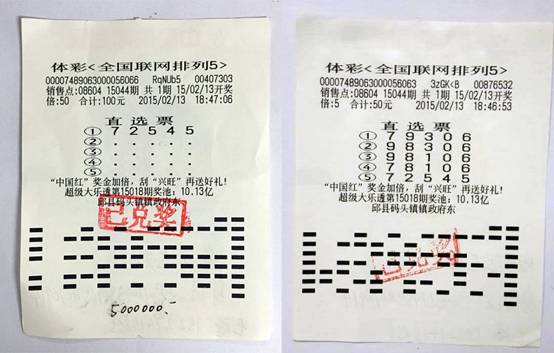 体彩<全国联网排列5>
00007489063000056066 RqNUb5 00407303
销售点:08604 15044期 共1期 15/02/13开奖
倍:50 合计:100元 2015/02/13 18:47:06
直选票
① 7 2 5 4 5
② . . . . .
③ . . . . .
④ . . . . .
⑤ . . . . .
“中国红”奖金加倍，刮“兴旺”再送好礼!
超级大乐透第15018期奖池: 10.13亿
邱县码头镇镇政府东
已兑奖
5000000.-
体彩<全国联网排列5>
00007489063000056063 3zGK<B 00876532
销售点:08604 15044期 共1期 15/02/13开奖
倍:5 合计:50元 2015/02/13 18:46:53
直选票
① 7 9 3 0 6
② 9 8 3 0 6
③ 9 8 1 0 6
④ 7 8 1 0 6
⑤ 7 2 5 4 5
“中国红”奖金加倍，刮“兴旺”再送好礼!
超级大乐透第15018期奖池: 10.13亿
邱县码头镇镇政府东
已兑奖